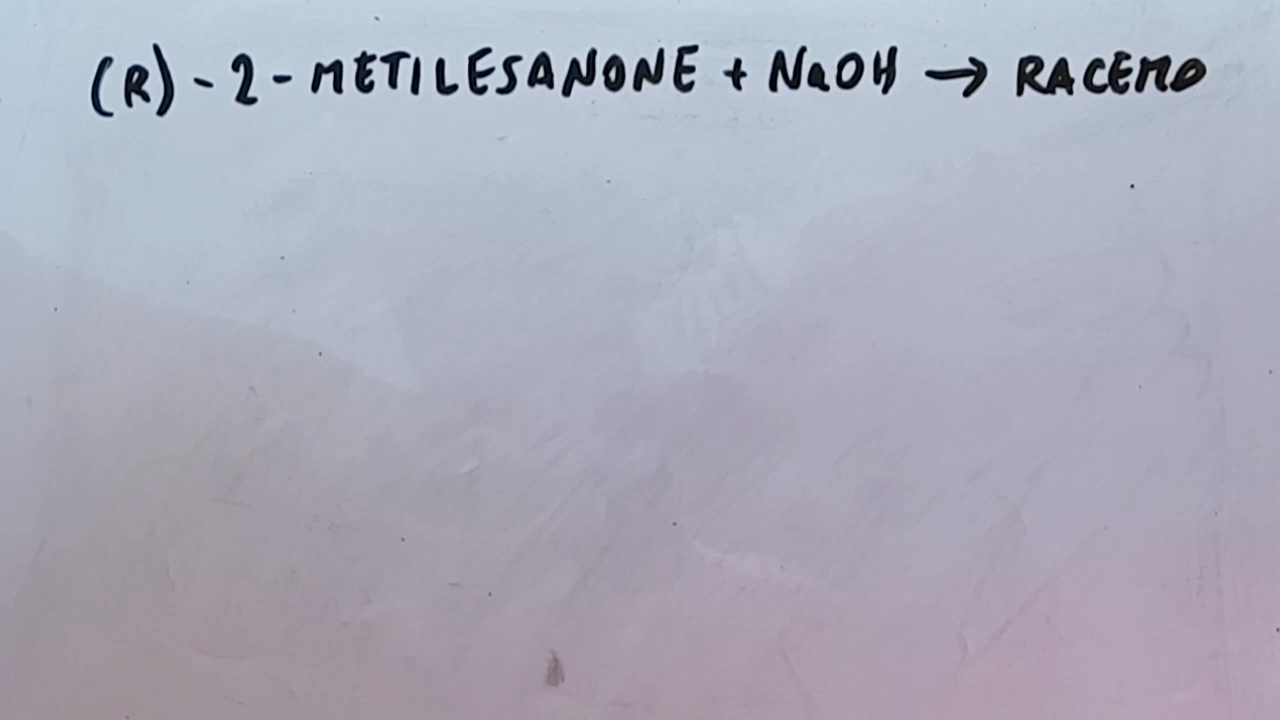 (R) - 2 - METILESANONE + NaOH → RACEMO